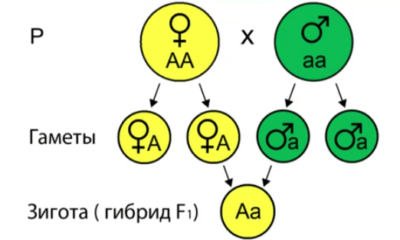 P ♀ AA x ♂ aa
Гаметы ♀A ♀A ♂a ♂a
Зигота ( гибрид F₁) Aa